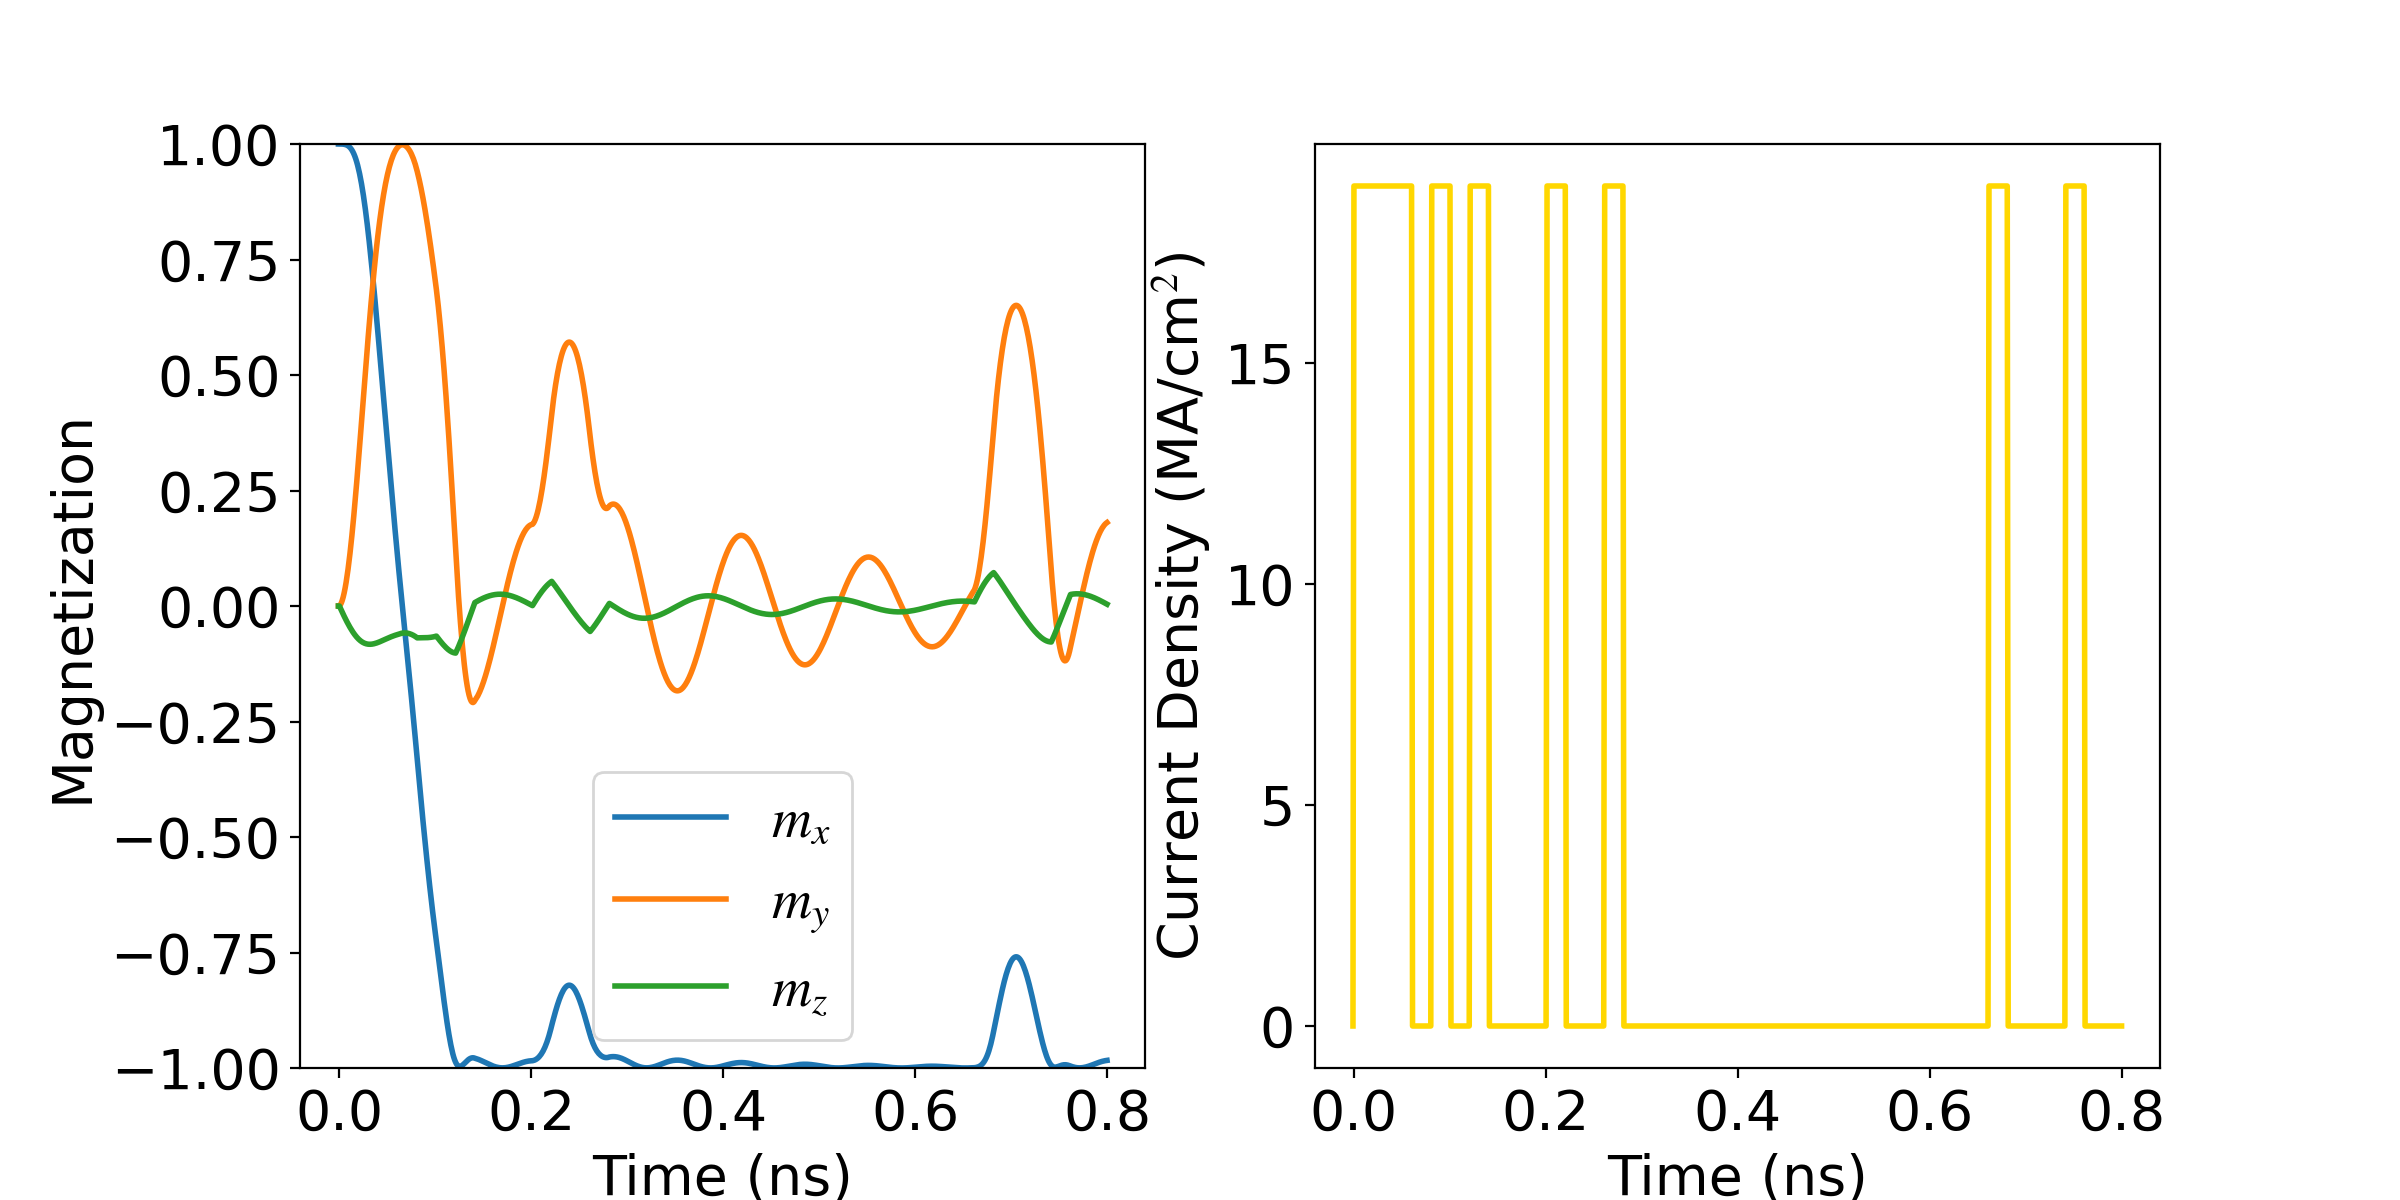 Magnetization
1.00
0.75
0.50
0.25
0.00
−0.25
−0.50
−0.75
−1.00
0.0 0.2 0.4 0.6 0.8
Time (ns)
m_x
m_y
m_z
Current Density (MA/cm²)
15
10
5
0
0.0 0.2 0.4 0.6 0.8
Time (ns)